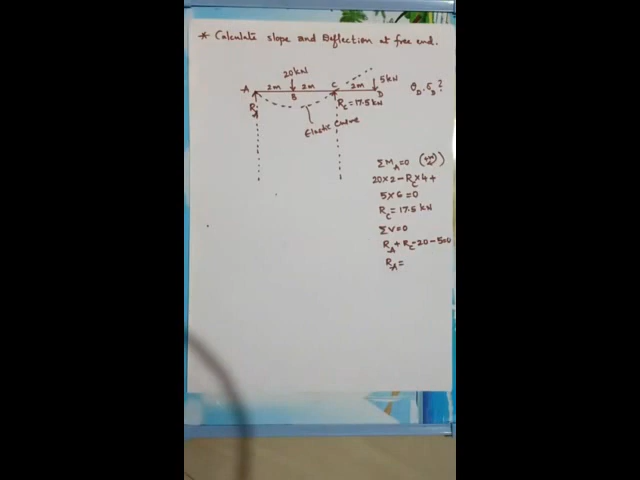 * Calculate slope and Deflection at free end.
20kN
5kN
A 2m 2m C 2m
B D
θD, δD ?
RA
RC = 17.5 kN
Elastic Curve
ΣMA=0
20×2 − RC×4 +
5×6 = 0
RC = 17.5 kN
ΣV=0
RA + RC − 20 − 5=0
RA =